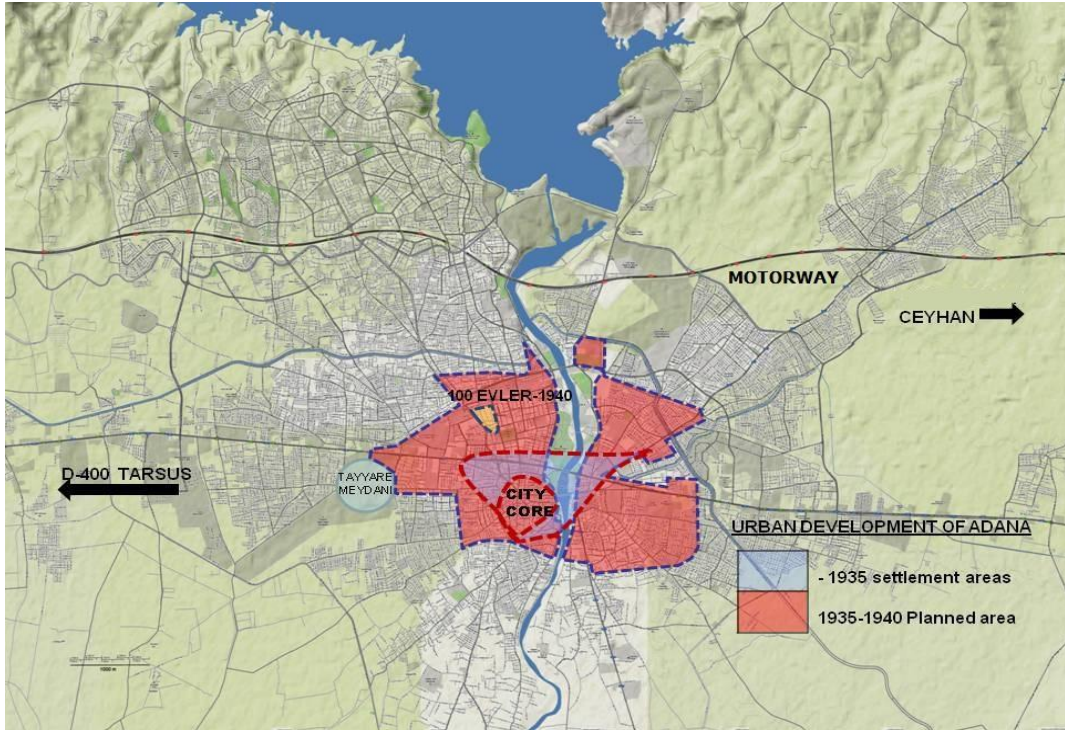 MOTORWAY
CEYHAN
100 EVLER-1940
D-400 TARSUS
TAYYARE
MEYDANI
CITY
CORE
URBAN DEVELOPMENT OF ADANA
- 1935 settlement areas
1935-1940 Planned area